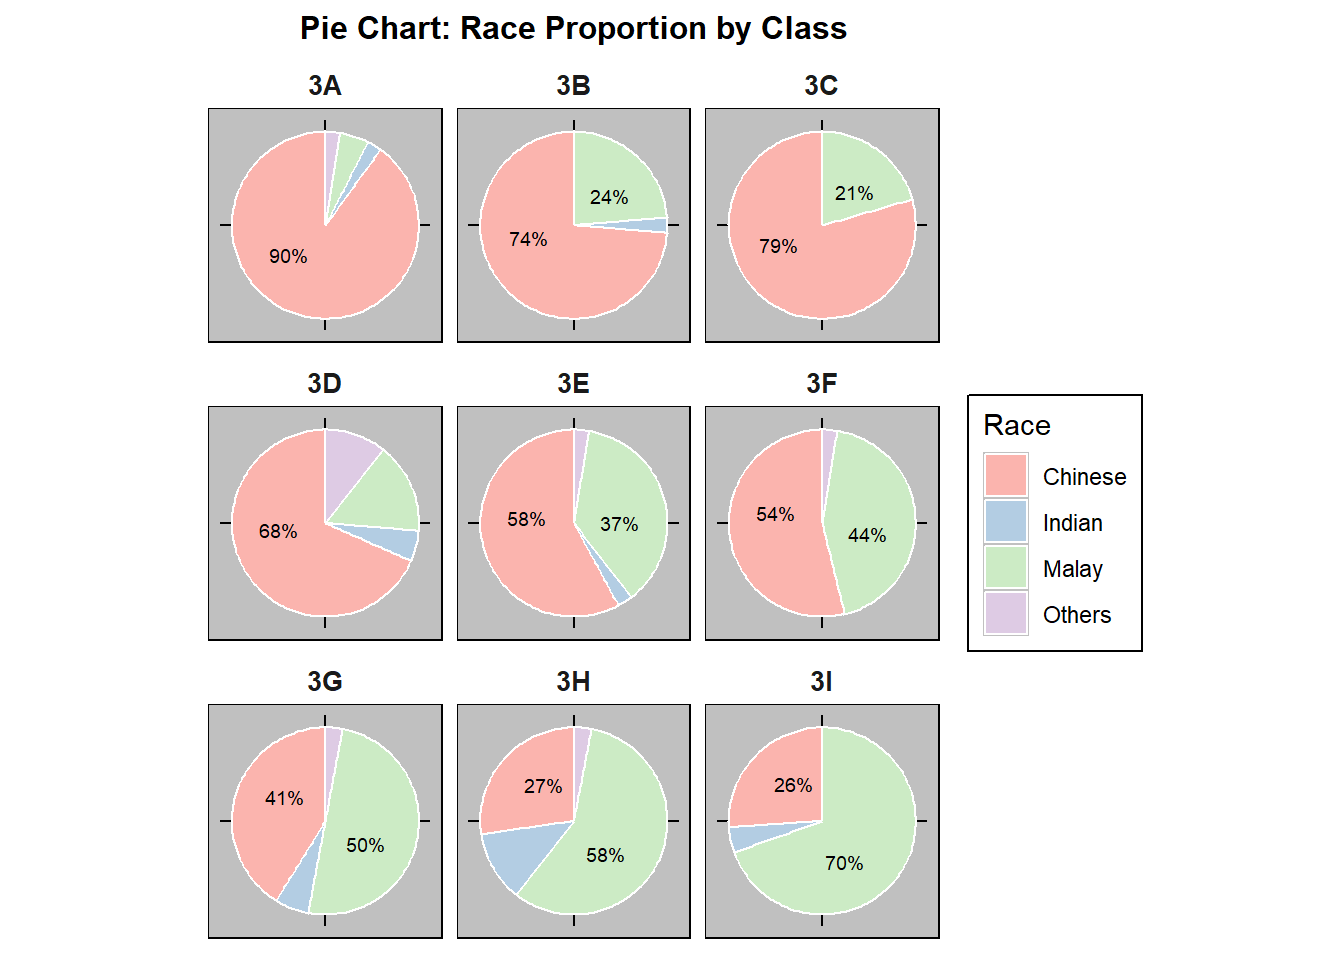 Pie Chart: Race Proportion by Class
3A
3B
3C
90%
74%
24%
79%
21%
3D
3E
3F
68%
58%
37%
54%
44%
Race
Chinese
Indian
Malay
Others
3G
3H
3I
41%
50%
27%
58%
26%
70%